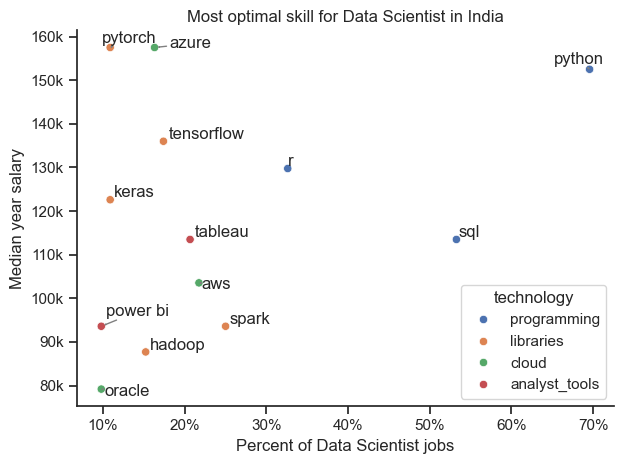 Most optimal skill for Data Scientist in India
160k
150k
140k
130k
120k
110k
100k
90k
80k
Median year salary
pytorch
azure
python
tensorflow
r
keras
tableau
sql
aws
power bi
spark
hadoop
oracle
technology
programming
libraries
cloud
analyst_tools
10%
20%
30%
40%
50%
60%
70%
Percent of Data Scientist jobs